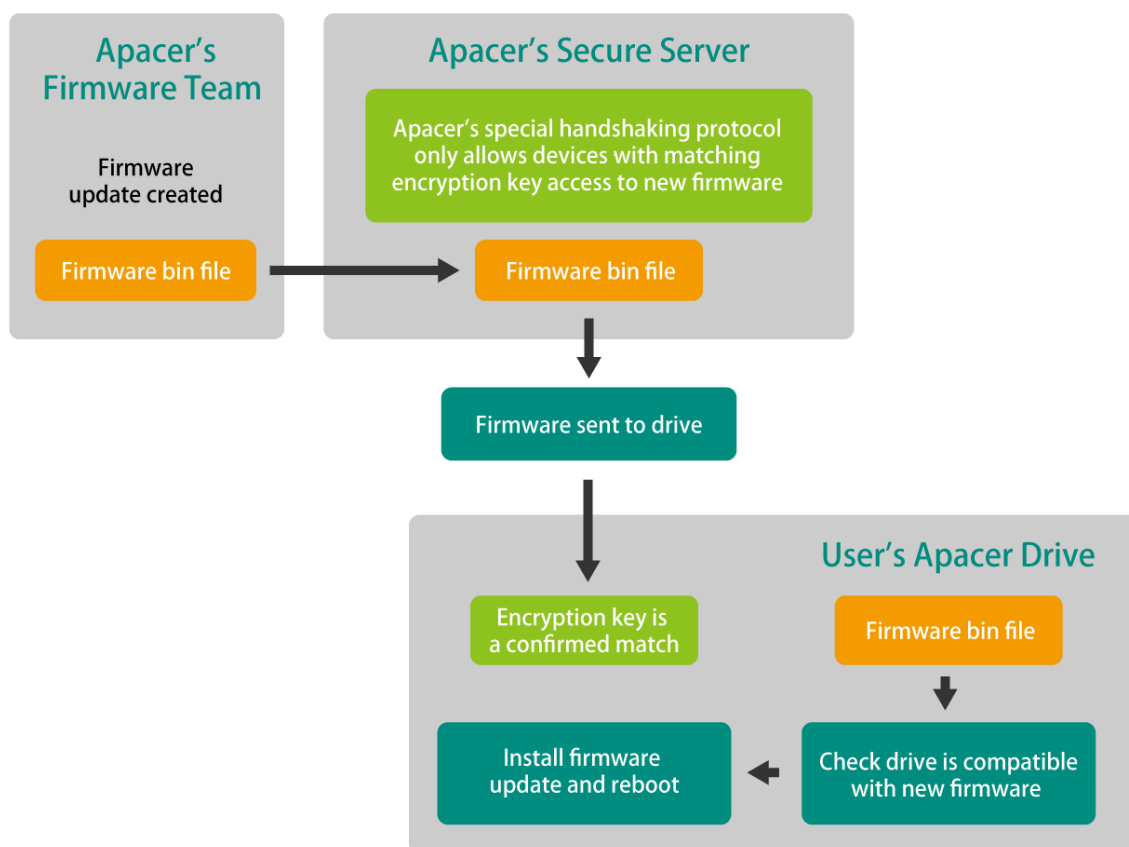 Apacer’s
Firmware Team
Firmware
update created
Firmware bin file
Apacer’s Secure Server
Apacer’s special handshaking protocol
only allows devices with matching
encryption key access to new firmware
Firmware bin file
Firmware sent to drive
User’s Apacer Drive
Encryption key is
a confirmed match
Firmware bin file
Install firmware
update and reboot
Check drive is compatible
with new firmware